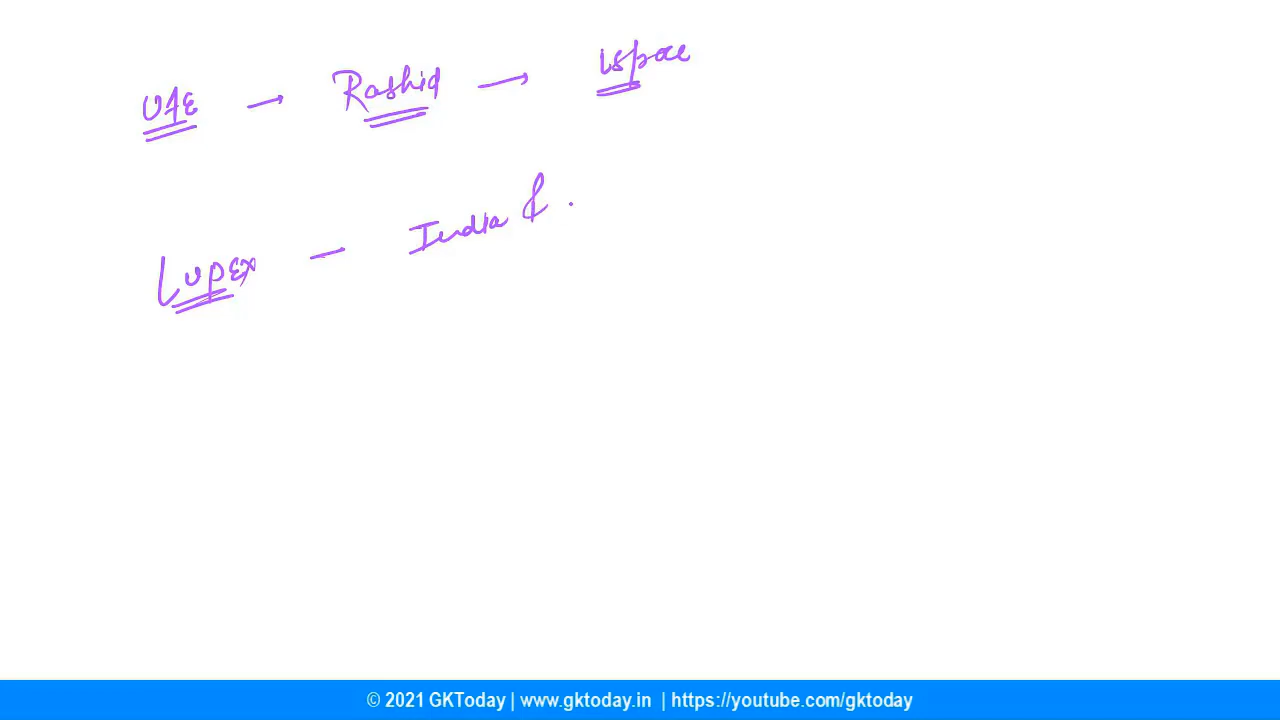 UAE → Rashid → ispace
LUPEX — India & .
© 2021 GKToday | www.gktoday.in | https://youtube.com/gktoday